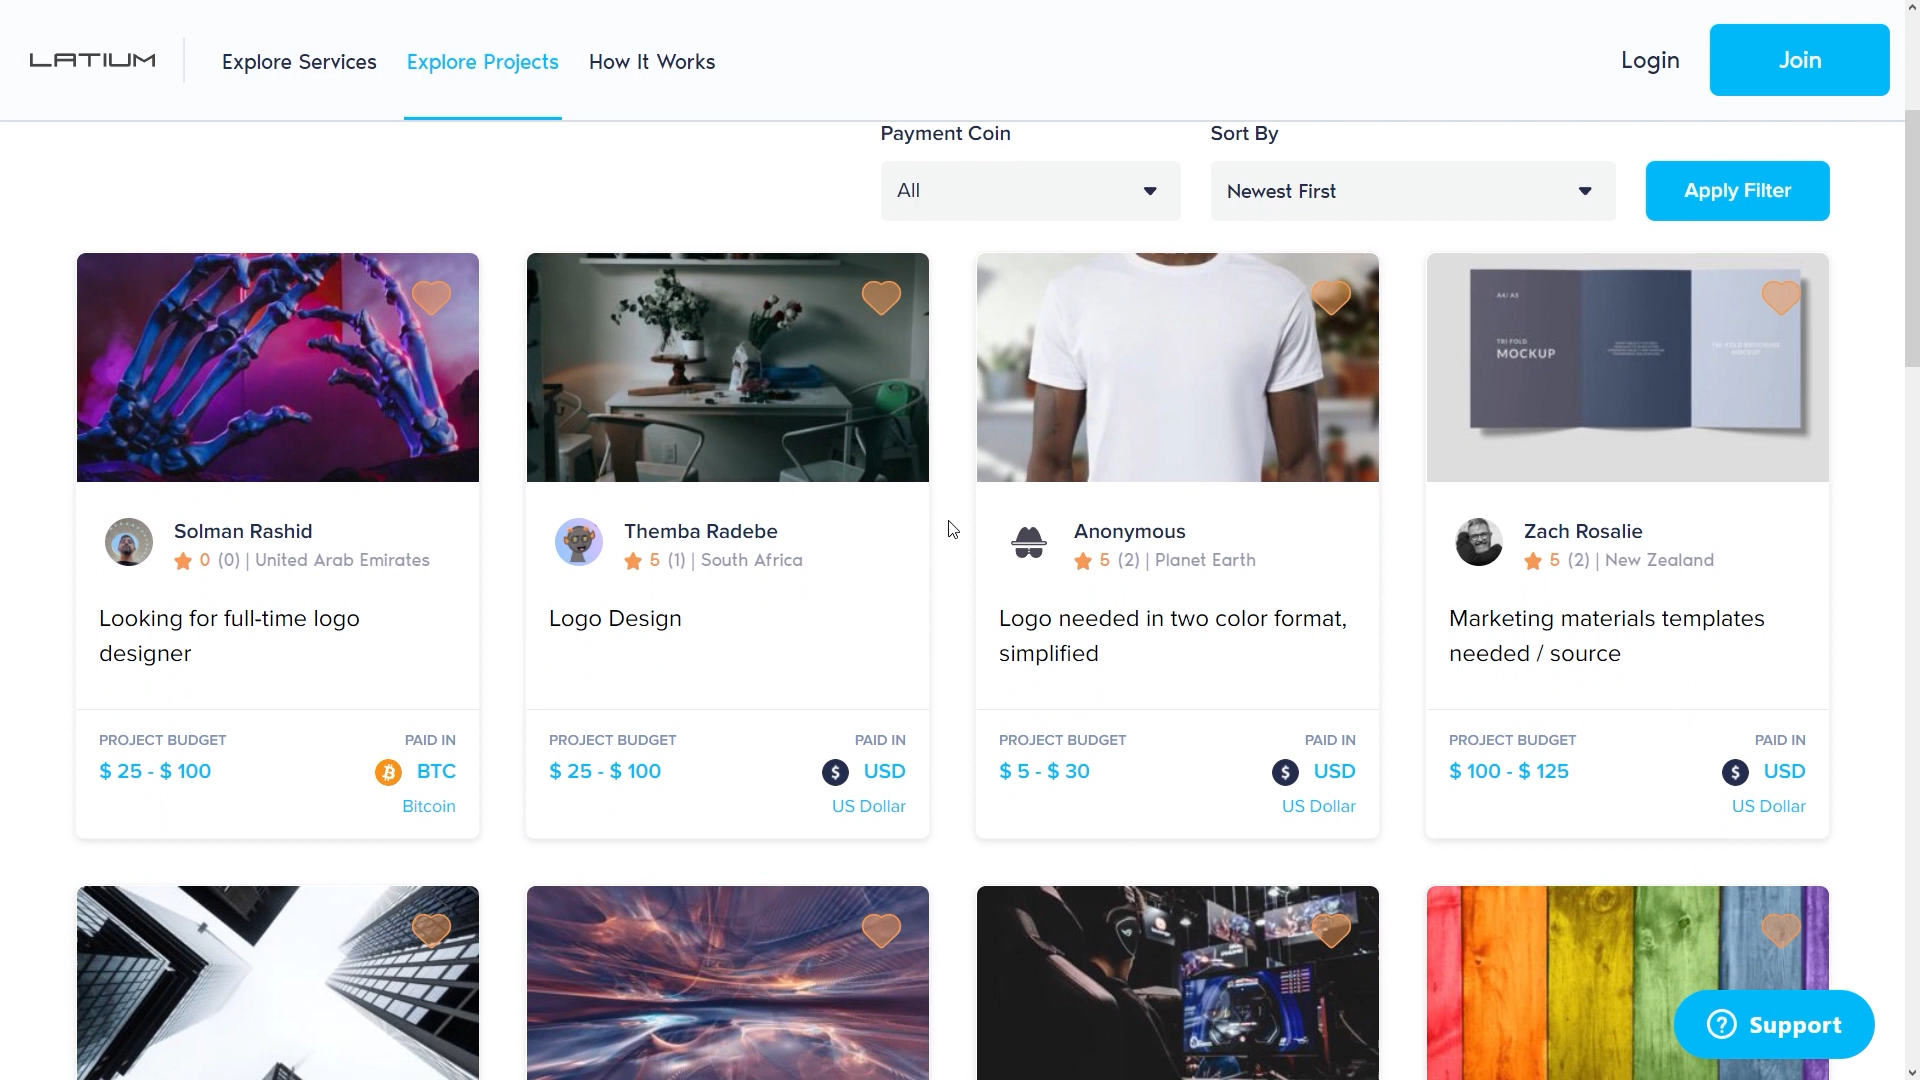 LATIUM
Explore Services
Explore Projects
How It Works
Login
Join
Payment Coin
Sort By
All
Newest First
Apply Filter
A4/ A5
TRI FOLD
MOCKUP
Solman Rashid
0 (0) | United Arab Emirates
Looking for full-time logo
designer
PROJECT BUDGET
PAID IN
$ 25 - $ 100
BTC
Bitcoin
Themba Radebe
5 (1) | South Africa
Logo Design
PROJECT BUDGET
PAID IN
$ 25 - $ 100
$ USD
US Dollar
Anonymous
5 (2) | Planet Earth
Logo needed in two color format,
simplified
PROJECT BUDGET
PAID IN
$ 5 - $ 30
$ USD
US Dollar
Zach Rosalie
5 (2) | New Zealand
Marketing materials templates
needed / source
PROJECT BUDGET
PAID IN
$ 100 - $ 125
$ USD
US Dollar
? Support